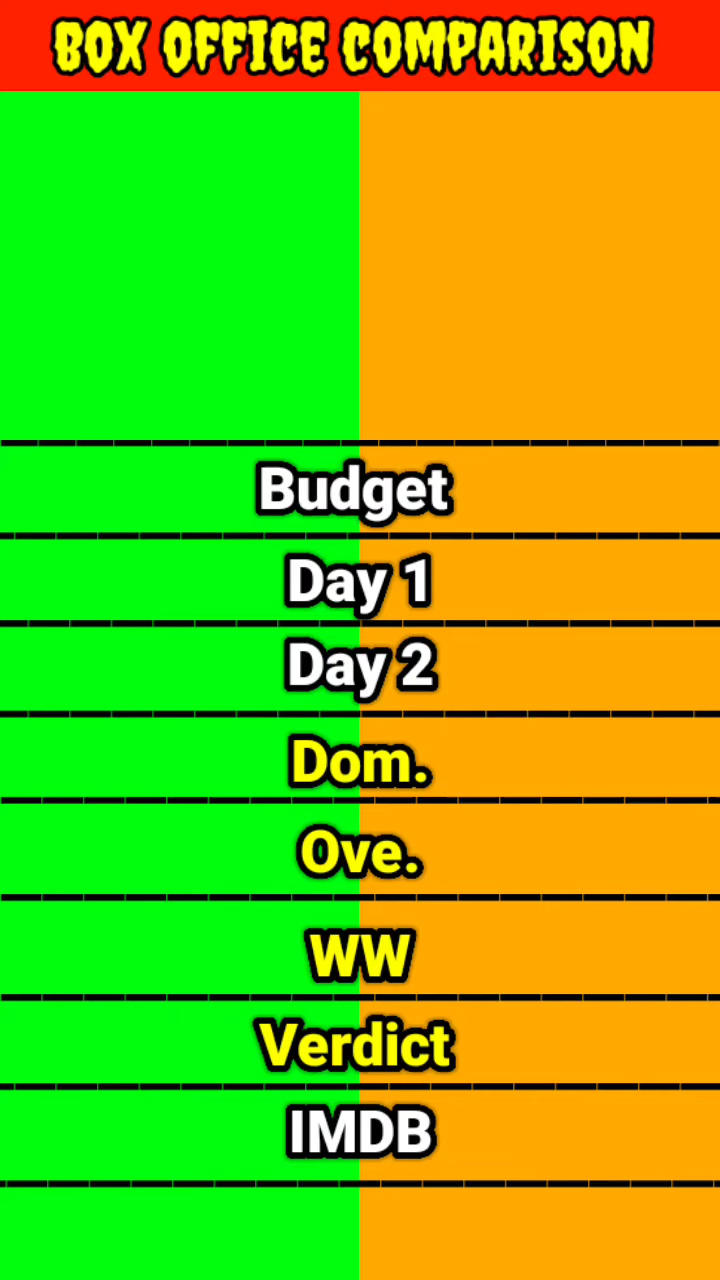 BOX OFFICE COMPARISON
Budget
Day 1
Day 2
Dom.
Ove.
WW
Verdict
IMDB